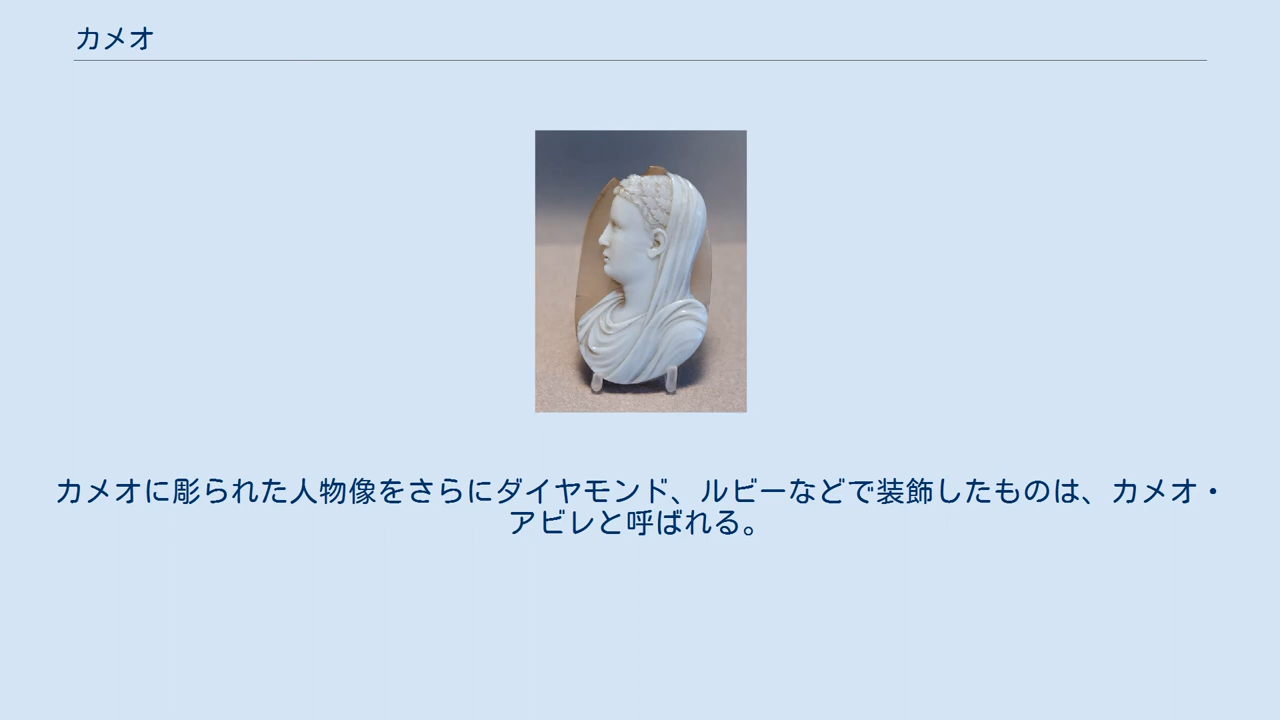 カメオ
カメオに彫られた人物像をさらにダイヤモンド、ルビーなどで装飾したものは、カメオ・
アビレと呼ばれる。